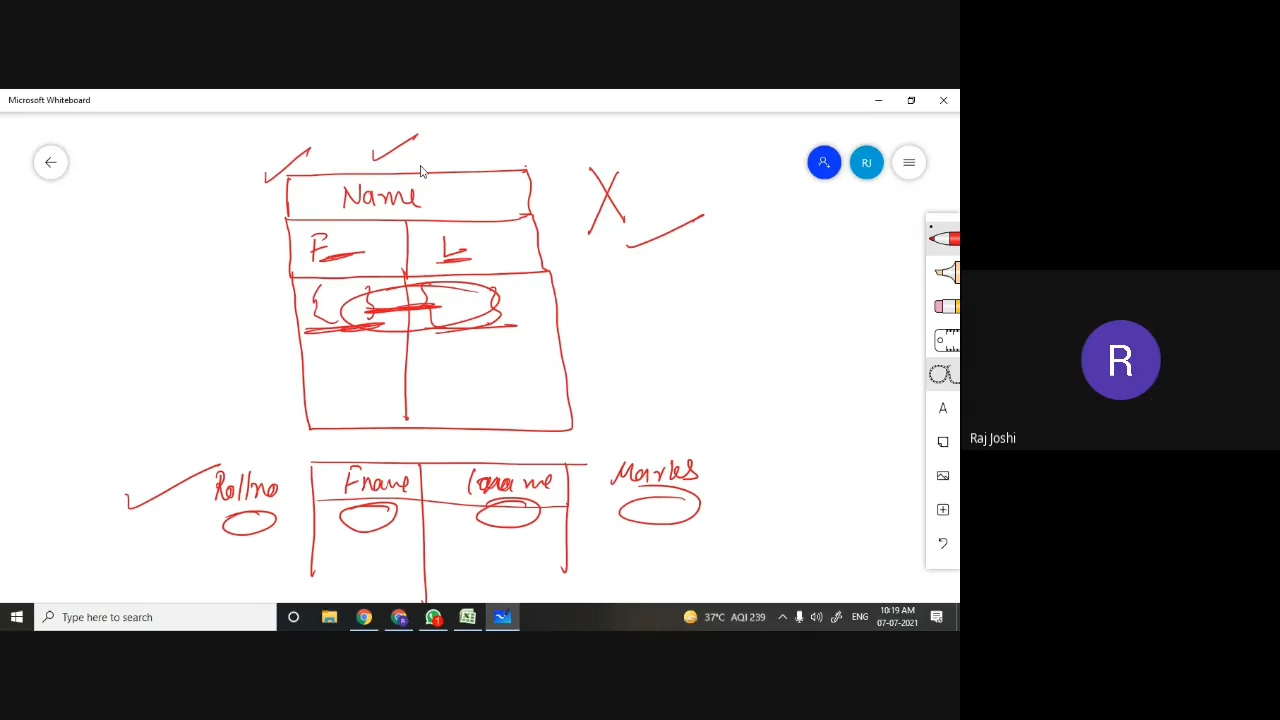 Microsoft Whiteboard
RJ
Name
F L
Rollno Fname Marks
A
R
Raj Joshi
Type here to search
1
37°C AQI 239
ENG
10:19 AM
07-07-2021